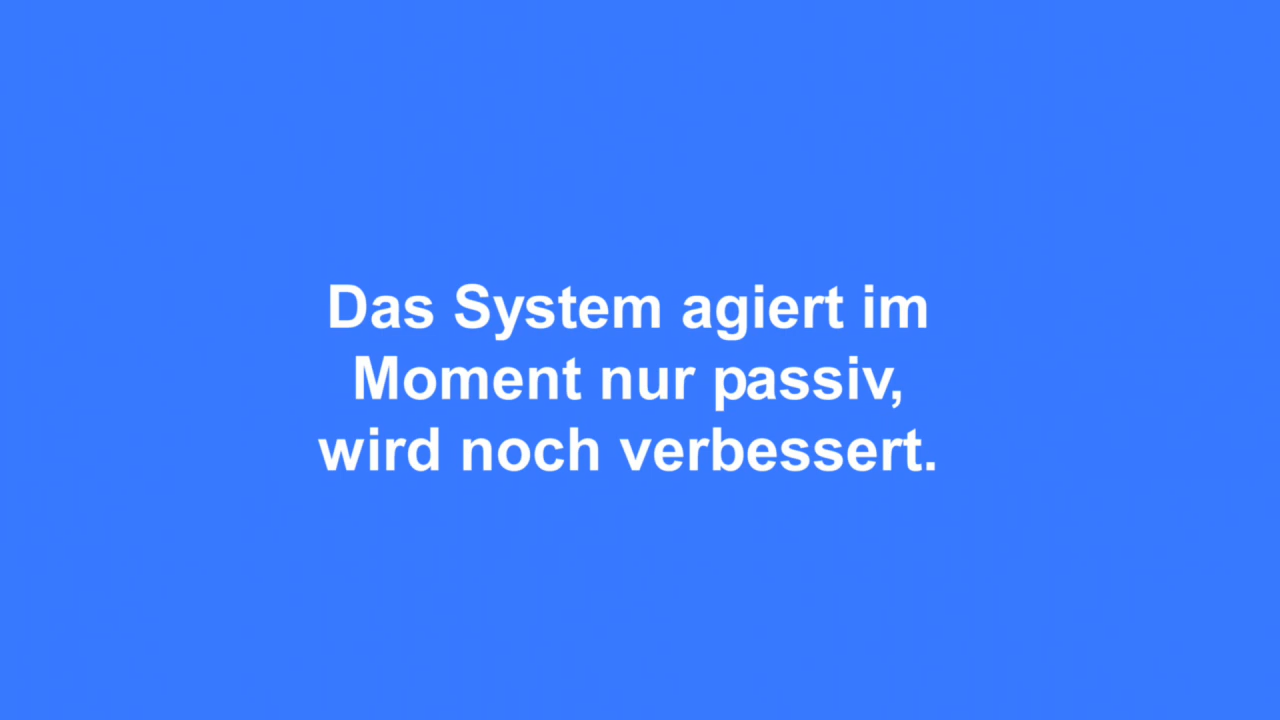 Das System agiert im
Moment nur passiv,
wird noch verbessert.